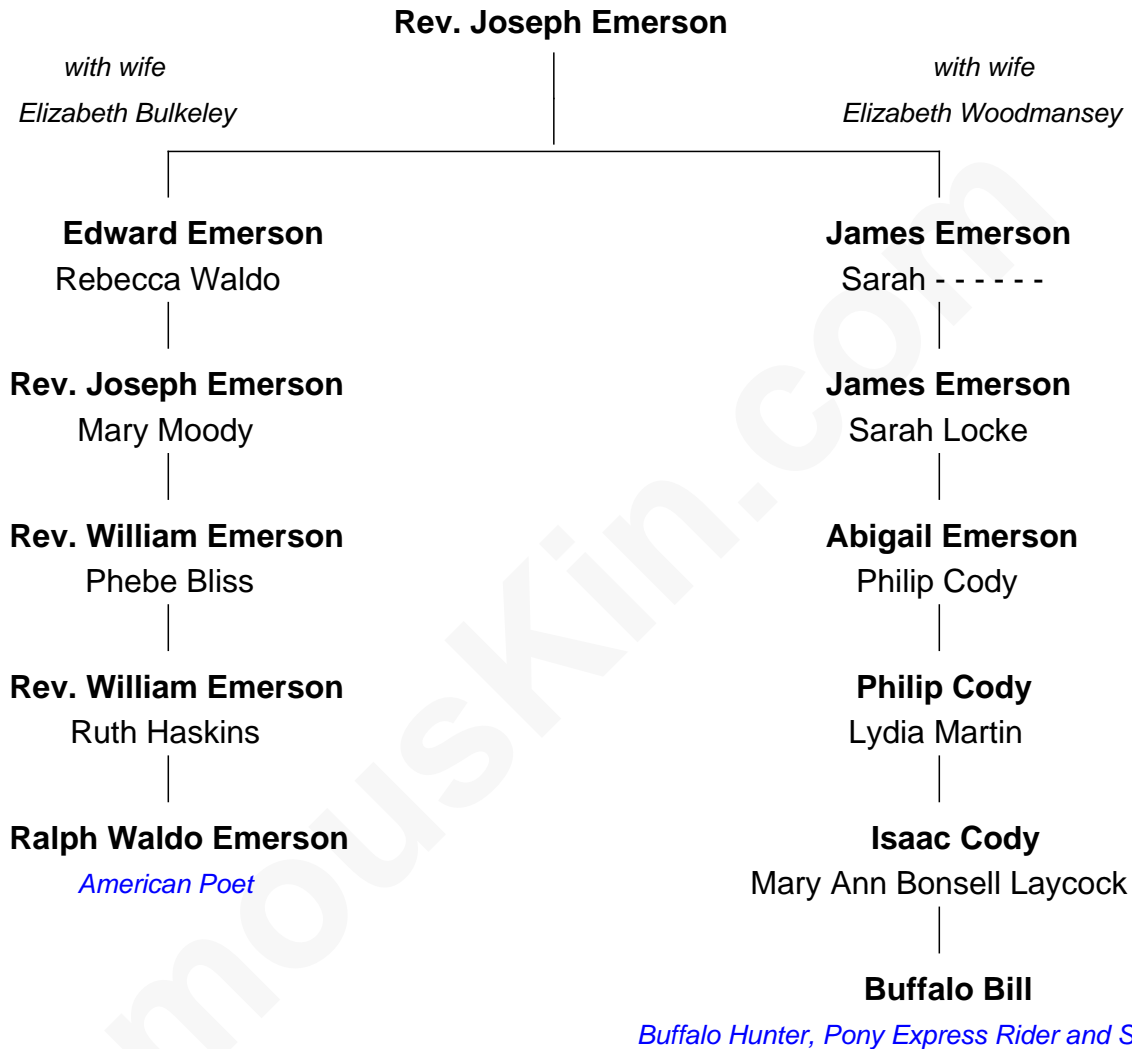 Rev. Joseph Emerson
with wife
Elizabeth Bulkeley
with wife
Elizabeth Woodmansey
Edward Emerson
Rebecca Waldo
James Emerson
Sarah - - - - - -
Rev. Joseph Emerson
Mary Moody
James Emerson
Sarah Locke
Rev. William Emerson
Phebe Bliss
Abigail Emerson
Philip Cody
Rev. William Emerson
Ruth Haskins
Philip Cody
Lydia Martin
Ralph Waldo Emerson
American Poet
Isaac Cody
Mary Ann Bonsell Laycock
Buffalo Bill
Buffalo Hunter, Pony Express Rider and S
mouskin.com